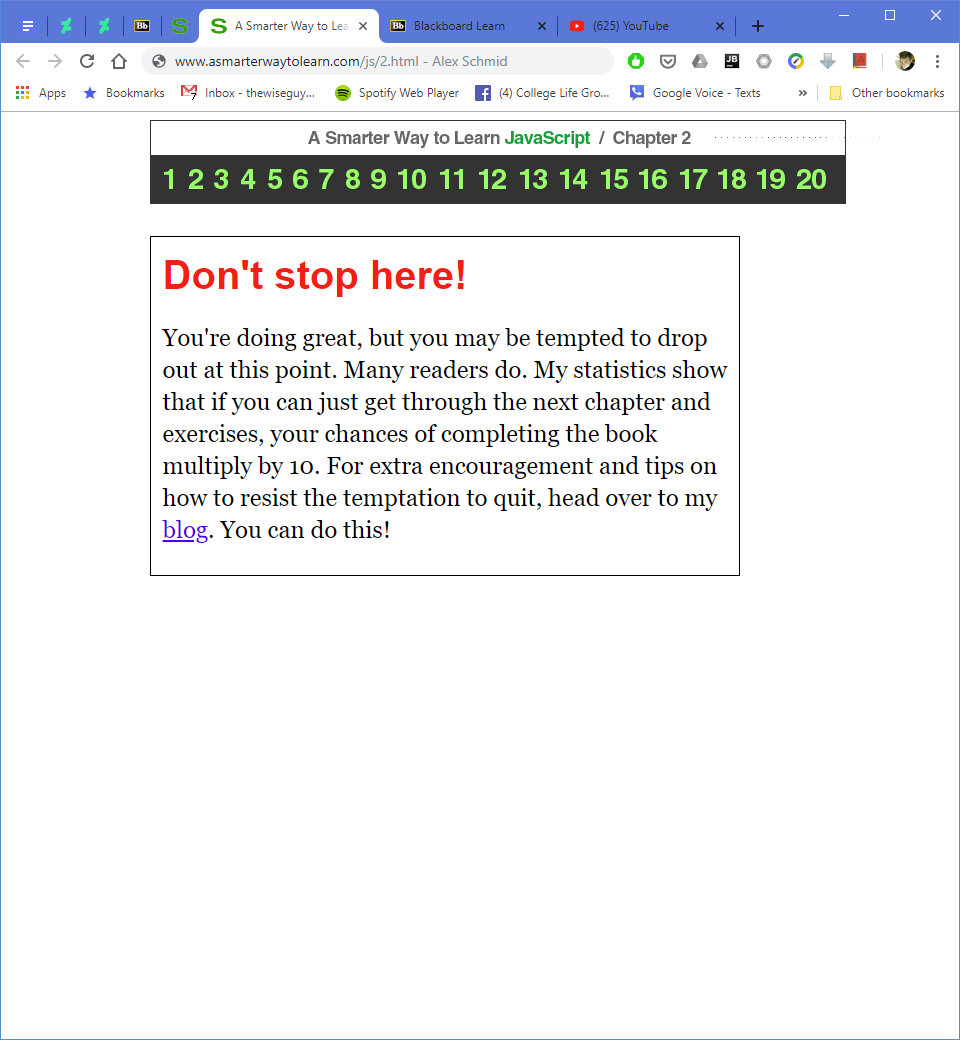 A Smarter Way to Lea
Blackboard Learn
(625) YouTube
www.asmarterwaytolearn.com/js/2.html - Alex Schmid
Apps Bookmarks Inbox - thewiseguy... Spotify Web Player (4) College Life Gro... Google Voice - Texts » Other bookmarks
A Smarter Way to Learn JavaScript / Chapter 2
1 2 3 4 5 6 7 8 9 10 11 12 13 14 15 16 17 18 19 20
Don't stop here!
You're doing great, but you may be tempted to drop
out at this point. Many readers do. My statistics show
that if you can just get through the next chapter and
exercises, your chances of completing the book
multiply by 10. For extra encouragement and tips on
how to resist the temptation to quit, head over to my
blog. You can do this!